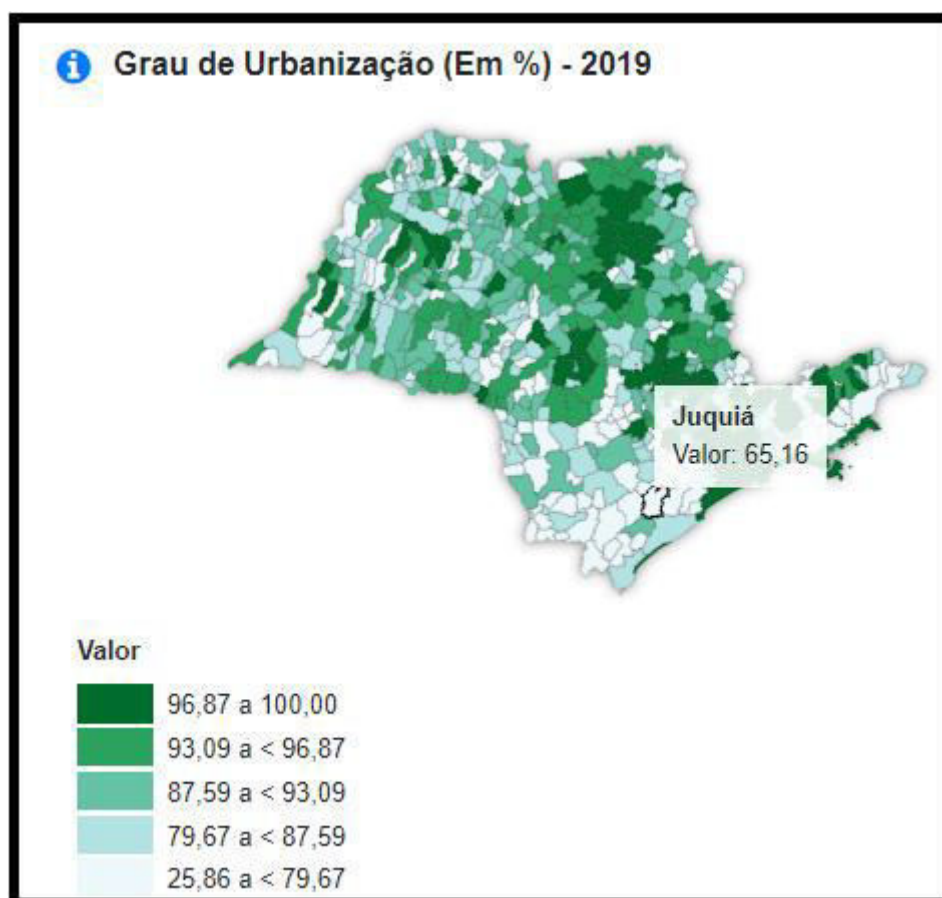 Grau de Urbanização (Em %) - 2019
Juquiá
Valor: 65,16
Valor
96,87 a 100,00
93,09 a < 96,87
87,59 a < 93,09
79,67 a < 87,59
25,86 a < 79,67